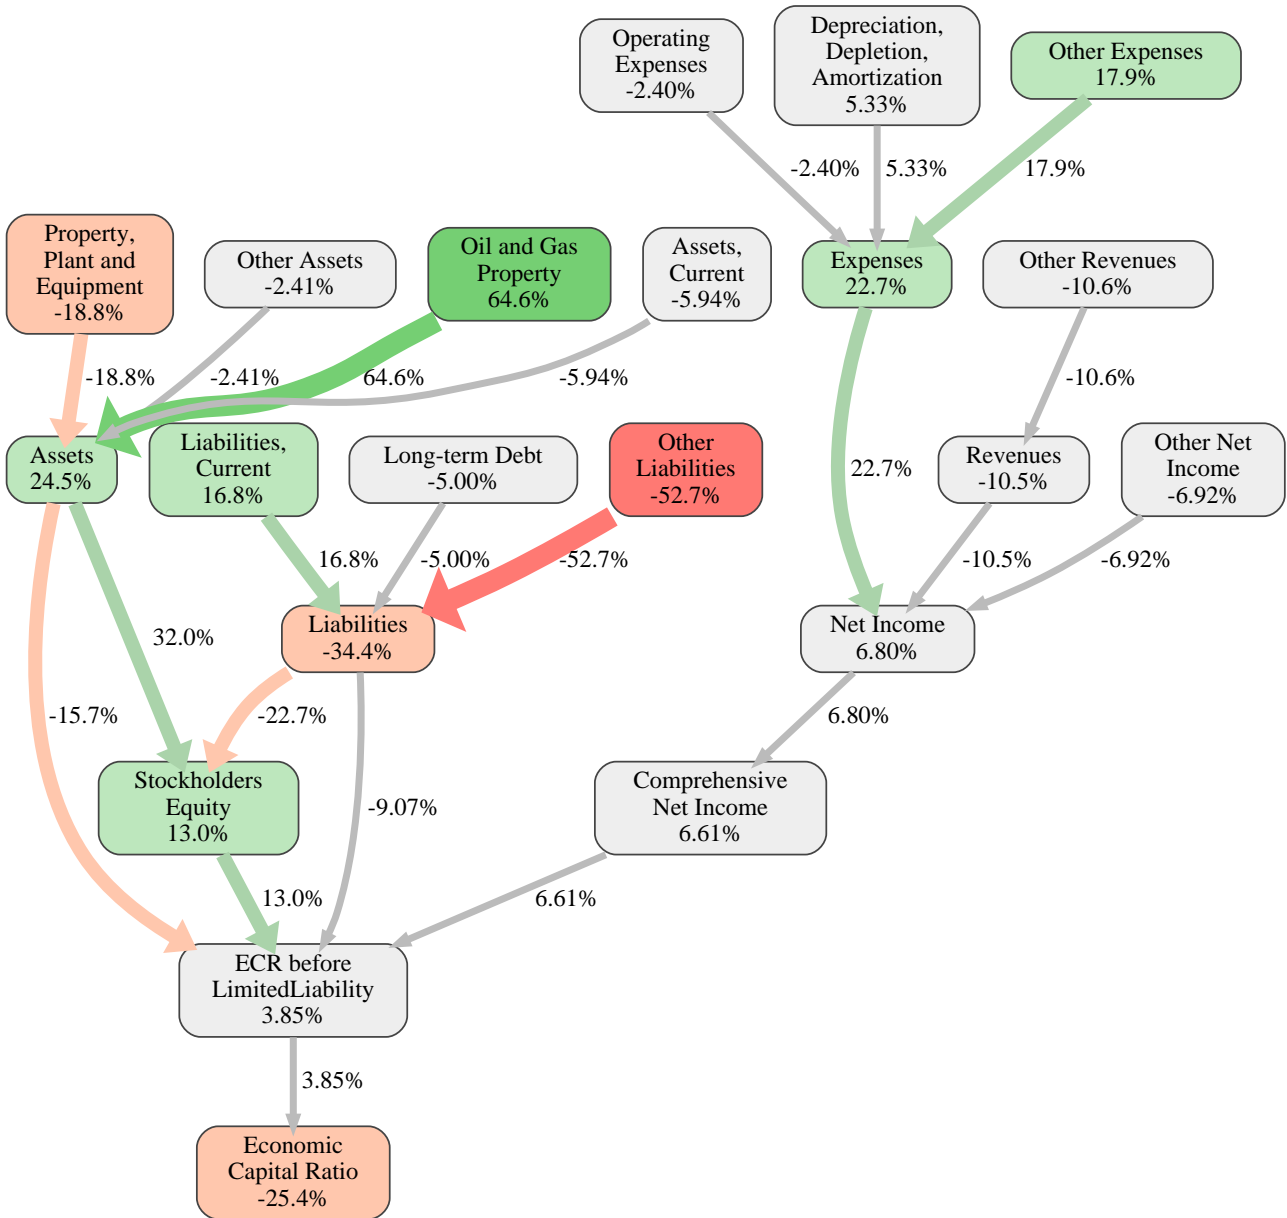 Operating
Expenses
-2.40%
Depreciation,
Depletion,
Amortization
5.33%
Other Expenses
17.9%
-2.40%
5.33%
17.9%
Property,
Plant and
Equipment
-18.8%
Other Assets
-2.41%
Oil and Gas
Property
64.6%
Assets,
Current
-5.94%
Expenses
22.7%
Other Revenues
-10.6%
-18.8%
-2.41%
64.6%
-5.94%
-10.6%
Assets
24.5%
Liabilities,
Current
16.8%
Long-term Debt
-5.00%
Other
Liabilities
-52.7%
22.7%
Revenues
-10.5%
Other Net
Income
-6.92%
16.8%
-5.00%
-52.7%
-10.5%
-6.92%
32.0%
Liabilities
-34.4%
Net Income
6.80%
-15.7%
-22.7%
6.80%
Stockholders
Equity
13.0%
-9.07%
Comprehensive
Net Income
6.61%
13.0%
6.61%
ECR before
LimitedLiability
3.85%
3.85%
Economic
Capital Ratio
-25.4%